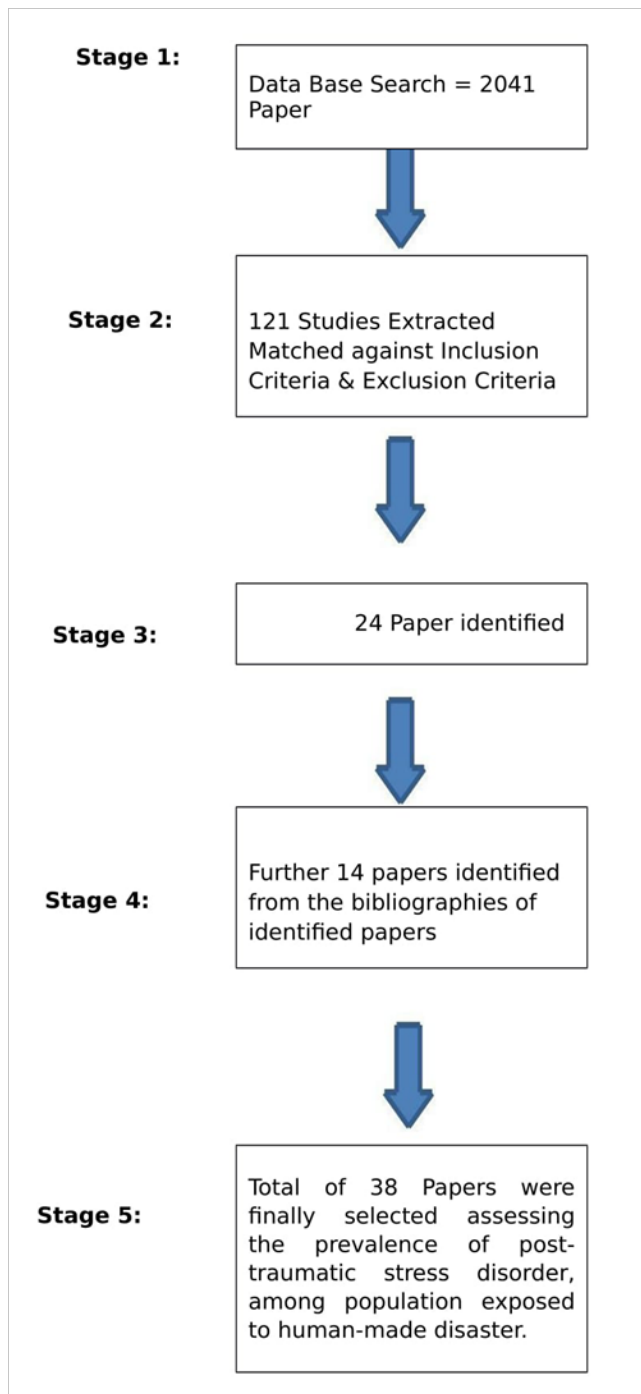 Stage 1:
Data Base Search = 2041
Paper
Stage 2:
121 Studies Extracted
Matched against Inclusion
Criteria & Exclusion Criteria
Stage 3:
24 Paper identified
Stage 4:
Further 14 papers identified
from the bibliographies of
identified papers
Stage 5:
Total of 38 Papers were
finally selected assessing
the prevalence of post-
traumatic stress disorder,
among population exposed
to human-made disaster.